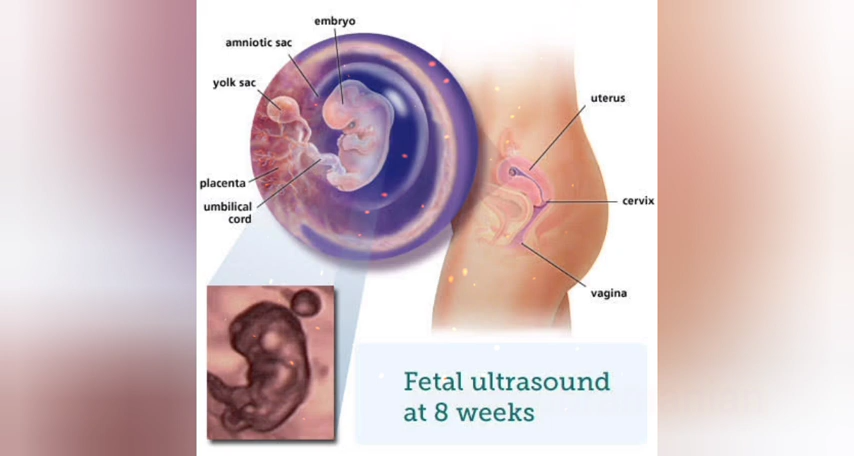 embryo
amniotic sac
yolk sac
placenta
umbilical
cord
uterus
cervix
vagina
Fetal ultrasound
at 8 weeks